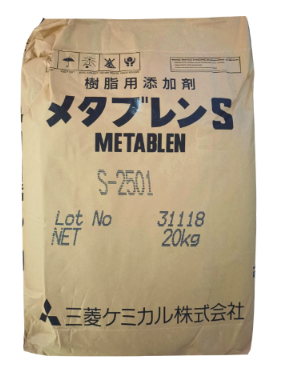 樹脂用添加剤
メタブレンS
METABLEN
S-2501
Lot No 31118
NET 20kg
三菱ケミカル株式会社